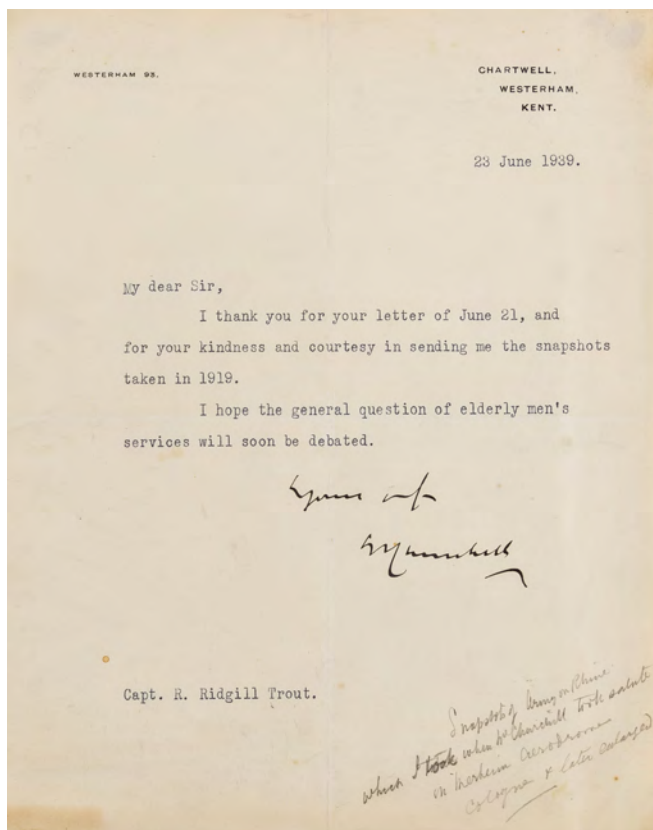 WESTERHAM 93.
CHARTWELL,
WESTERHAM,
KENT.
23 June 1939.
My dear Sir,
I thank you for your letter of June 21, and
for your kindness and courtesy in sending me the snapshots
taken in 1919.
I hope the general question of elderly men's
services will soon be debated.
Yours
Capt. R. Ridgill Trout.
Snapshots of Army on Rhine
which I took when Mr Churchill took salute
on Merheim Aerodrome
Cologne & later enlarged